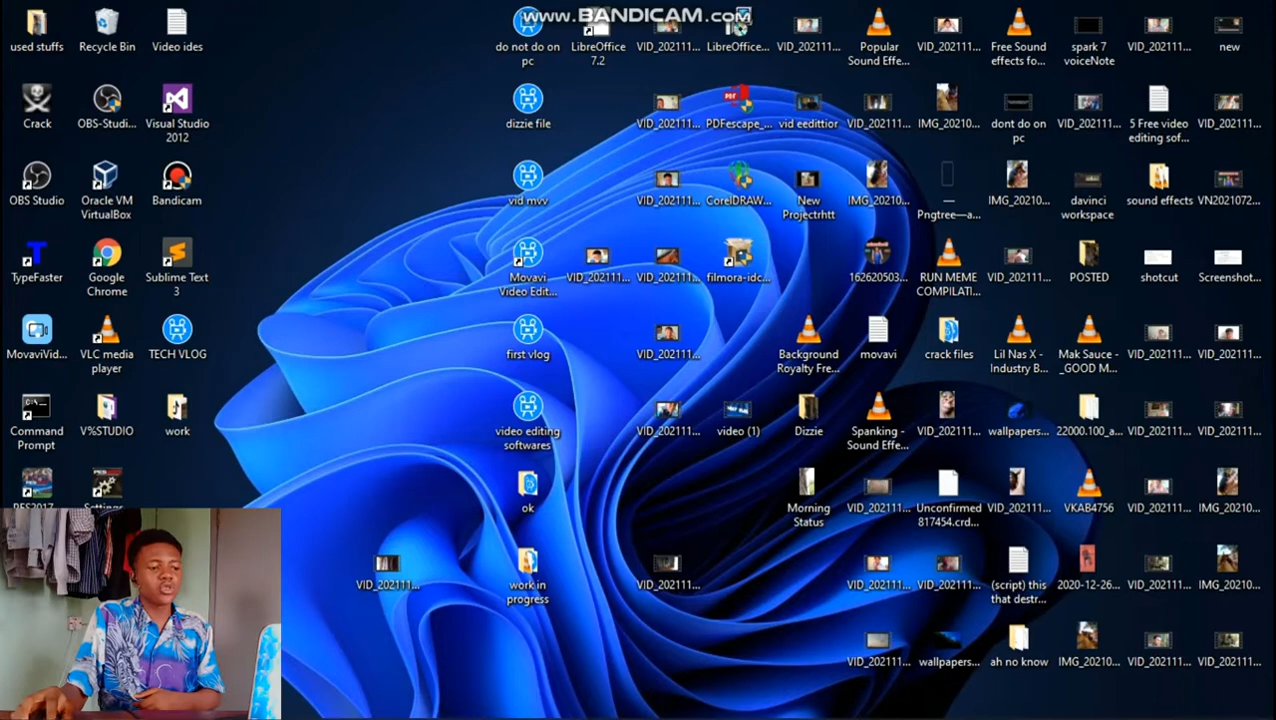 www.BANDICAM.com
used stuffs
Recycle Bin
Video ides
do not do on
pc
LibreOffice
7.2
VID_202111...
LibreOffice...
VID_202111...
Popular
Sound Effe...
VID_202111...
Free Sound
effects fo...
spark 7
voiceNote
VID_202111...
new
Crack
OBS-Studi...
Visual Studio
2012
dizzie file
VID_202111...
PDFescape_...
vid eedittior
VID_202111...
IMG_20210...
dont do on
pc
VID_202111...
5 Free video
editing sof...
VID_202111...
OBS Studio
Oracle VM
VirtualBox
Bandicam
vid mvv
VID_202111...
CorelDRAW...
New
Projectrhtt
IMG_20210...
—
Pngtree—a...
IMG_20210...
davinci
workspace
sound effects
VN2021072...
TypeFaster
Google
Chrome
Sublime Text
3
Movavi
Video Edit...
VID_202111...
VID_202111...
filmora-idc...
162620503...
RUN MEME
COMPILATI...
VID_202111...
POSTED
shotcut
Screenshot...
MovaviVid...
VLC media
player
TECH VLOG
first vlog
VID_202111...
Background
Royalty Fre...
movavi
crack files
Lil Nas X -
Industry B...
Mak Sauce -
_GOOD M...
VID_202111...
VID_202111...
Command
Prompt
V%STUDIO
work
video editing
softwares
VID_202111...
video (1)
Dizzie
Spanking -
Sound Effe...
VID_202111...
wallpapers...
22000.100_a...
VID_202111...
VID_202111...
PES2017
Settings
ok
Morning
Status
VID_202111...
Unconfirmed
817454.crd...
VID_202111...
VKAB4756
VID_202111...
IMG_20210...
VID_202111...
work in
progress
VID_202111...
VID_202111...
VID_202111...
(script) this
that destr...
2020-12-26...
VID_202111...
IMG_20210...
VID_202111...
wallpapers...
ah no know
IMG_20210...
VID_202111...
VID_202111...